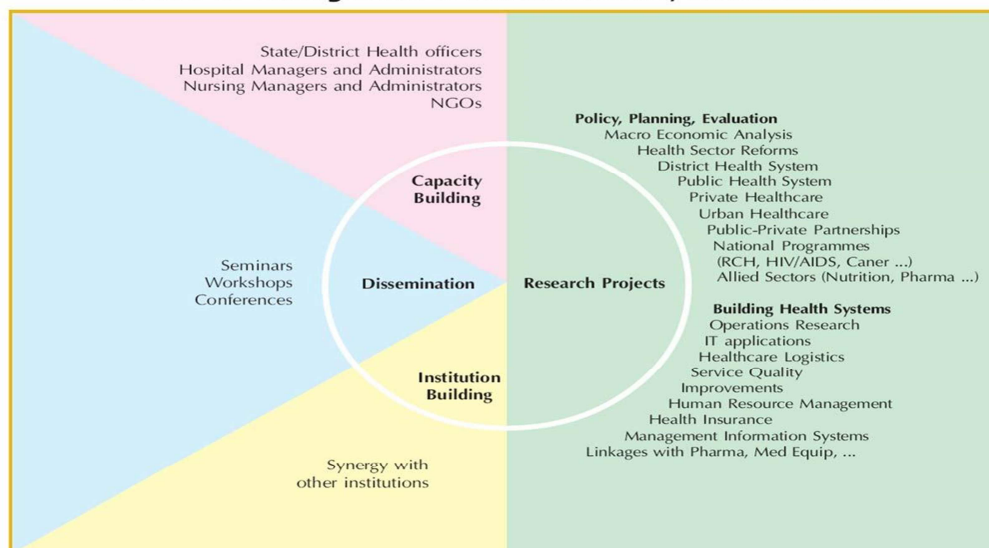 State/District Health officers
Hospital Managers and Administrators
Nursing Managers and Administrators
NGOs
Capacity
Building
Seminars
Workshops
Conferences
Dissemination
Institution
Building
Synergy with
other institutions
Research Projects
Policy, Planning, Evaluation
Macro Economic Analysis
Health Sector Reforms
District Health System
Public Health System
Private Healthcare
Urban Healthcare
Public-Private Partnerships
National Programmes
(RCH, HIV/AIDS, Caner ...)
Allied Sectors (Nutrition, Pharma ...)
Building Health Systems
Operations Research
IT applications
Healthcare Logistics
Service Quality
Improvements
Human Resource Management
Health Insurance
Management Information Systems
Linkages with Pharma, Med Equip, ...